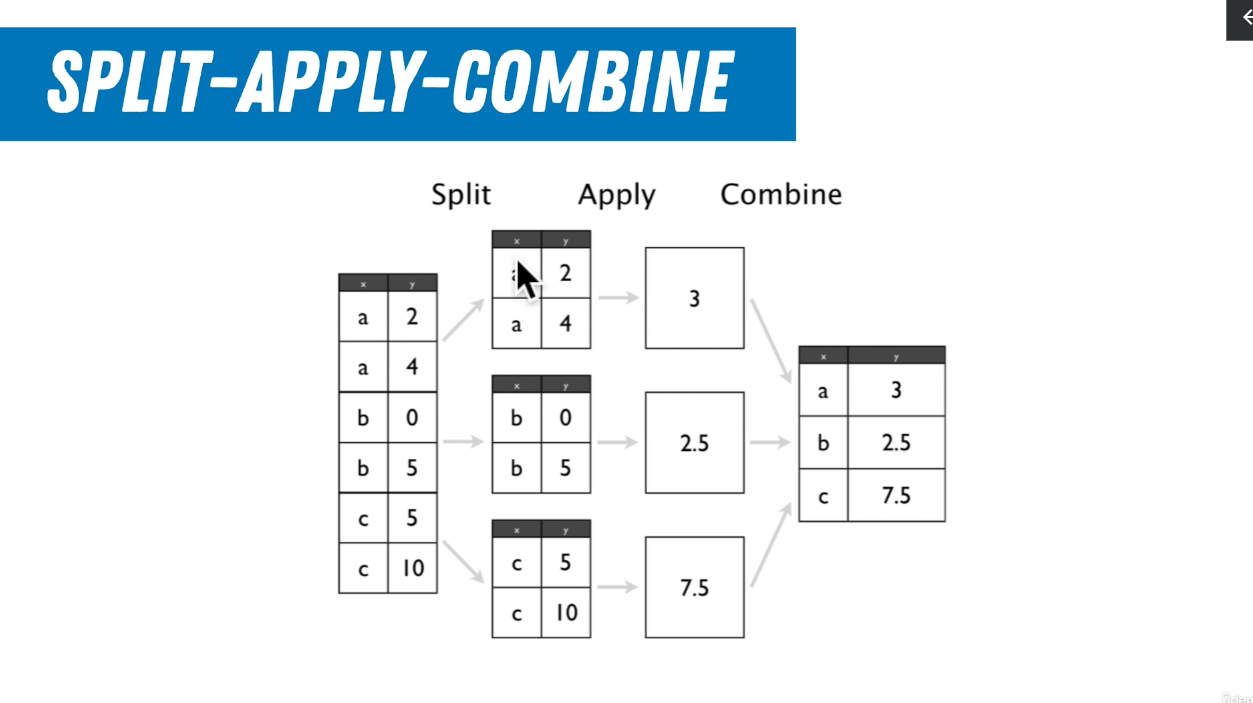 SPLIT-APPLY-COMBINE
Split Apply Combine
x y
a 2
a 4
b 0
b 5
c 5
c 10
x y
2
a 4
x y
b 0
b 5
x y
c 5
c 10
3
2.5
7.5
x y
a 3
b 2.5
c 7.5